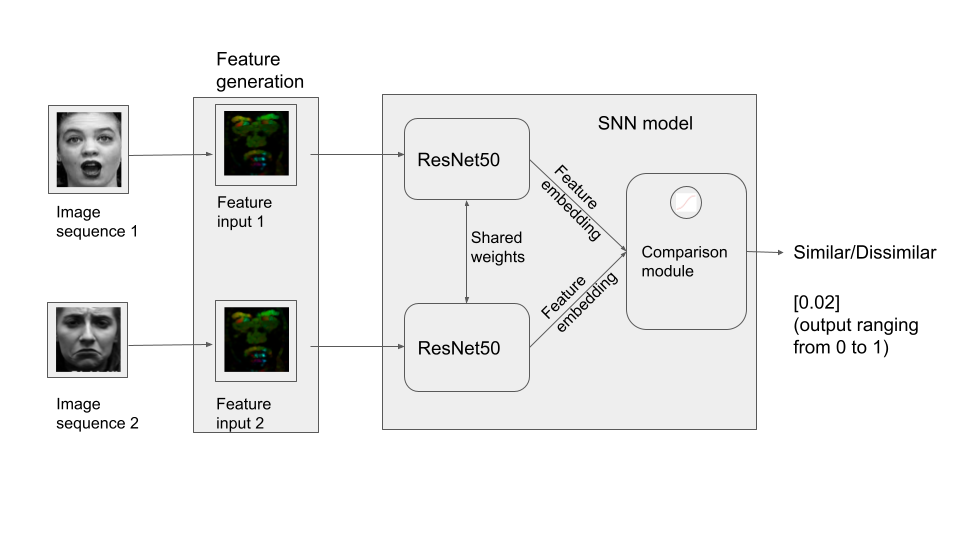 Feature
generation
SNN model
ResNet50
Image
sequence 1
Feature
input 1
Feature
embedding
Shared
weights
Comparison
module
Similar/Dissimilar
[0.02]
(output ranging
from 0 to 1)
Feature
embedding
ResNet50
Image
sequence 2
Feature
input 2